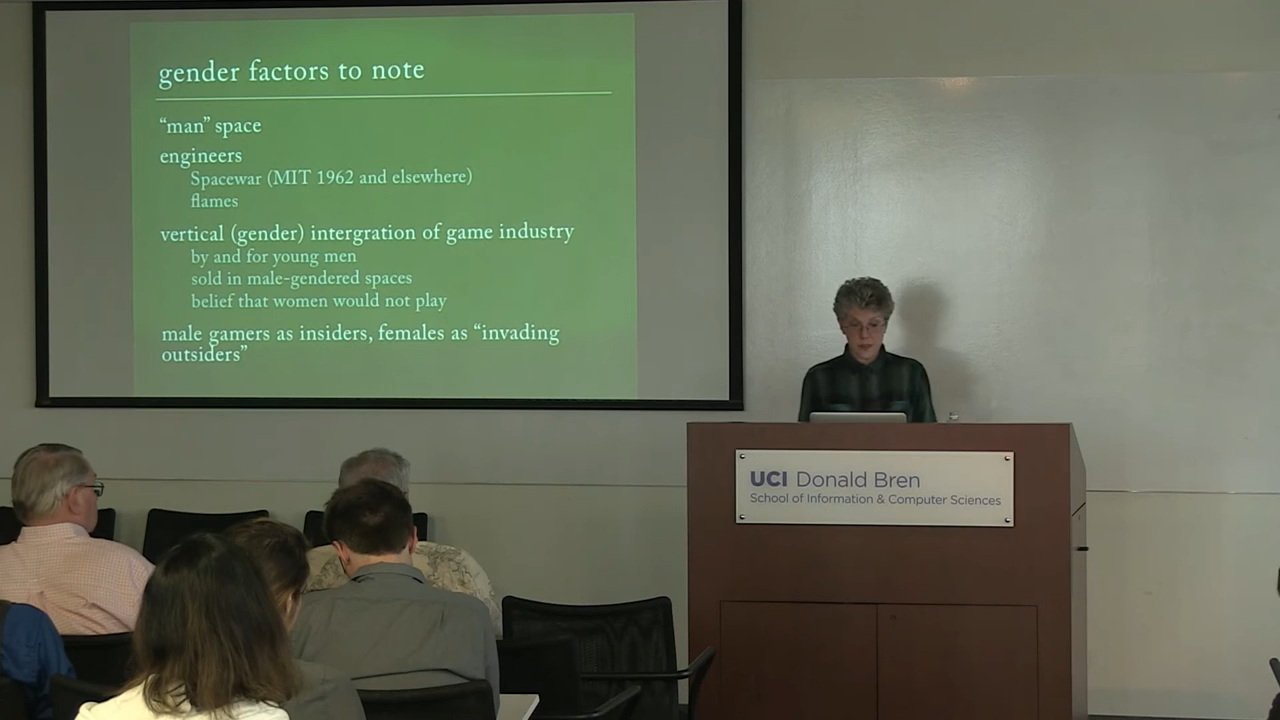 gender factors to note
“man” space
engineers
Spacewar (MIT 1962 and elsewhere)
flames
vertical (gender) intergration of game industry
by and for young men
sold in male-gendered spaces
belief that women would not play
male gamers as insiders, females as “invading
outsiders”
UCI Donald Bren
School of Information & Computer Sciences